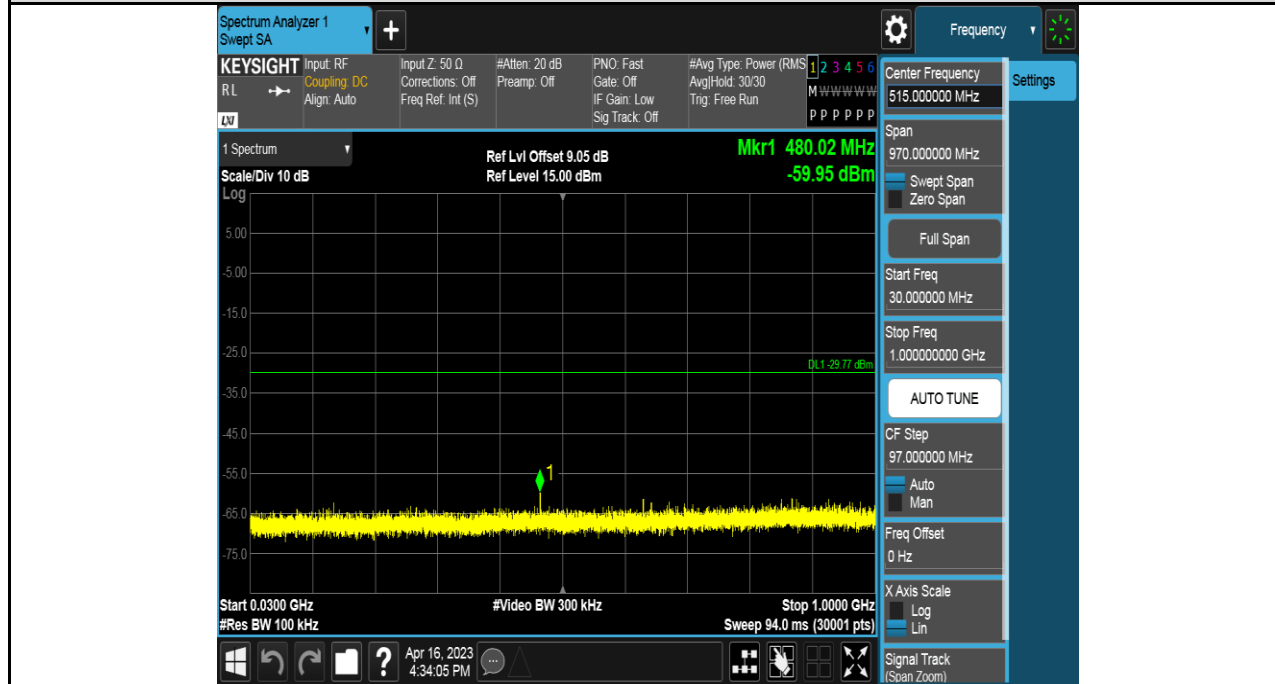 Spectrum Analyzer 1
Swept SA
+
Frequency
KEYSIGHT
RL
LXI
Input: RF
Coupling: DC
Align: Auto
Input Z: 50 Ω
Corrections: Off
Freq Ref: Int (S)
#Atten: 20 dB
Preamp: Off
PNO: Fast
Gate: Off
IF Gain: Low
Sig Track: Off
#Avg Type: Power (RMS
Avg|Hold: 30/30
Trig: Free Run
1 2 3 4 5 6
M W W W W W
P P P P P P
1 Spectrum
Scale/Div 10 dB
Ref Lvl Offset 9.05 dB
Ref Level 15.00 dBm
Mkr1 480.02 MHz
-59.95 dBm
Log
5.00
-5.00
-15.0
-25.0
DL1 -29.77 dBm
-35.0
-45.0
-55.0
1
-65.0
-75.0
Start 0.0300 GHz
#Video BW 300 kHz
Stop 1.0000 GHz
#Res BW 100 kHz
Sweep 94.0 ms (30001 pts)
?
Apr 16, 2023
4:34:05 PM
Center Frequency
515.000000 MHz
Settings
Span
970.000000 MHz
Swept Span
Zero Span
Full Span
Start Freq
30.000000 MHz
Stop Freq
1.000000000 GHz
AUTO TUNE
CF Step
97.000000 MHz
Auto
Man
Freq Offset
0 Hz
X Axis Scale
Log
Lin
Signal Track
(Span Zoom)